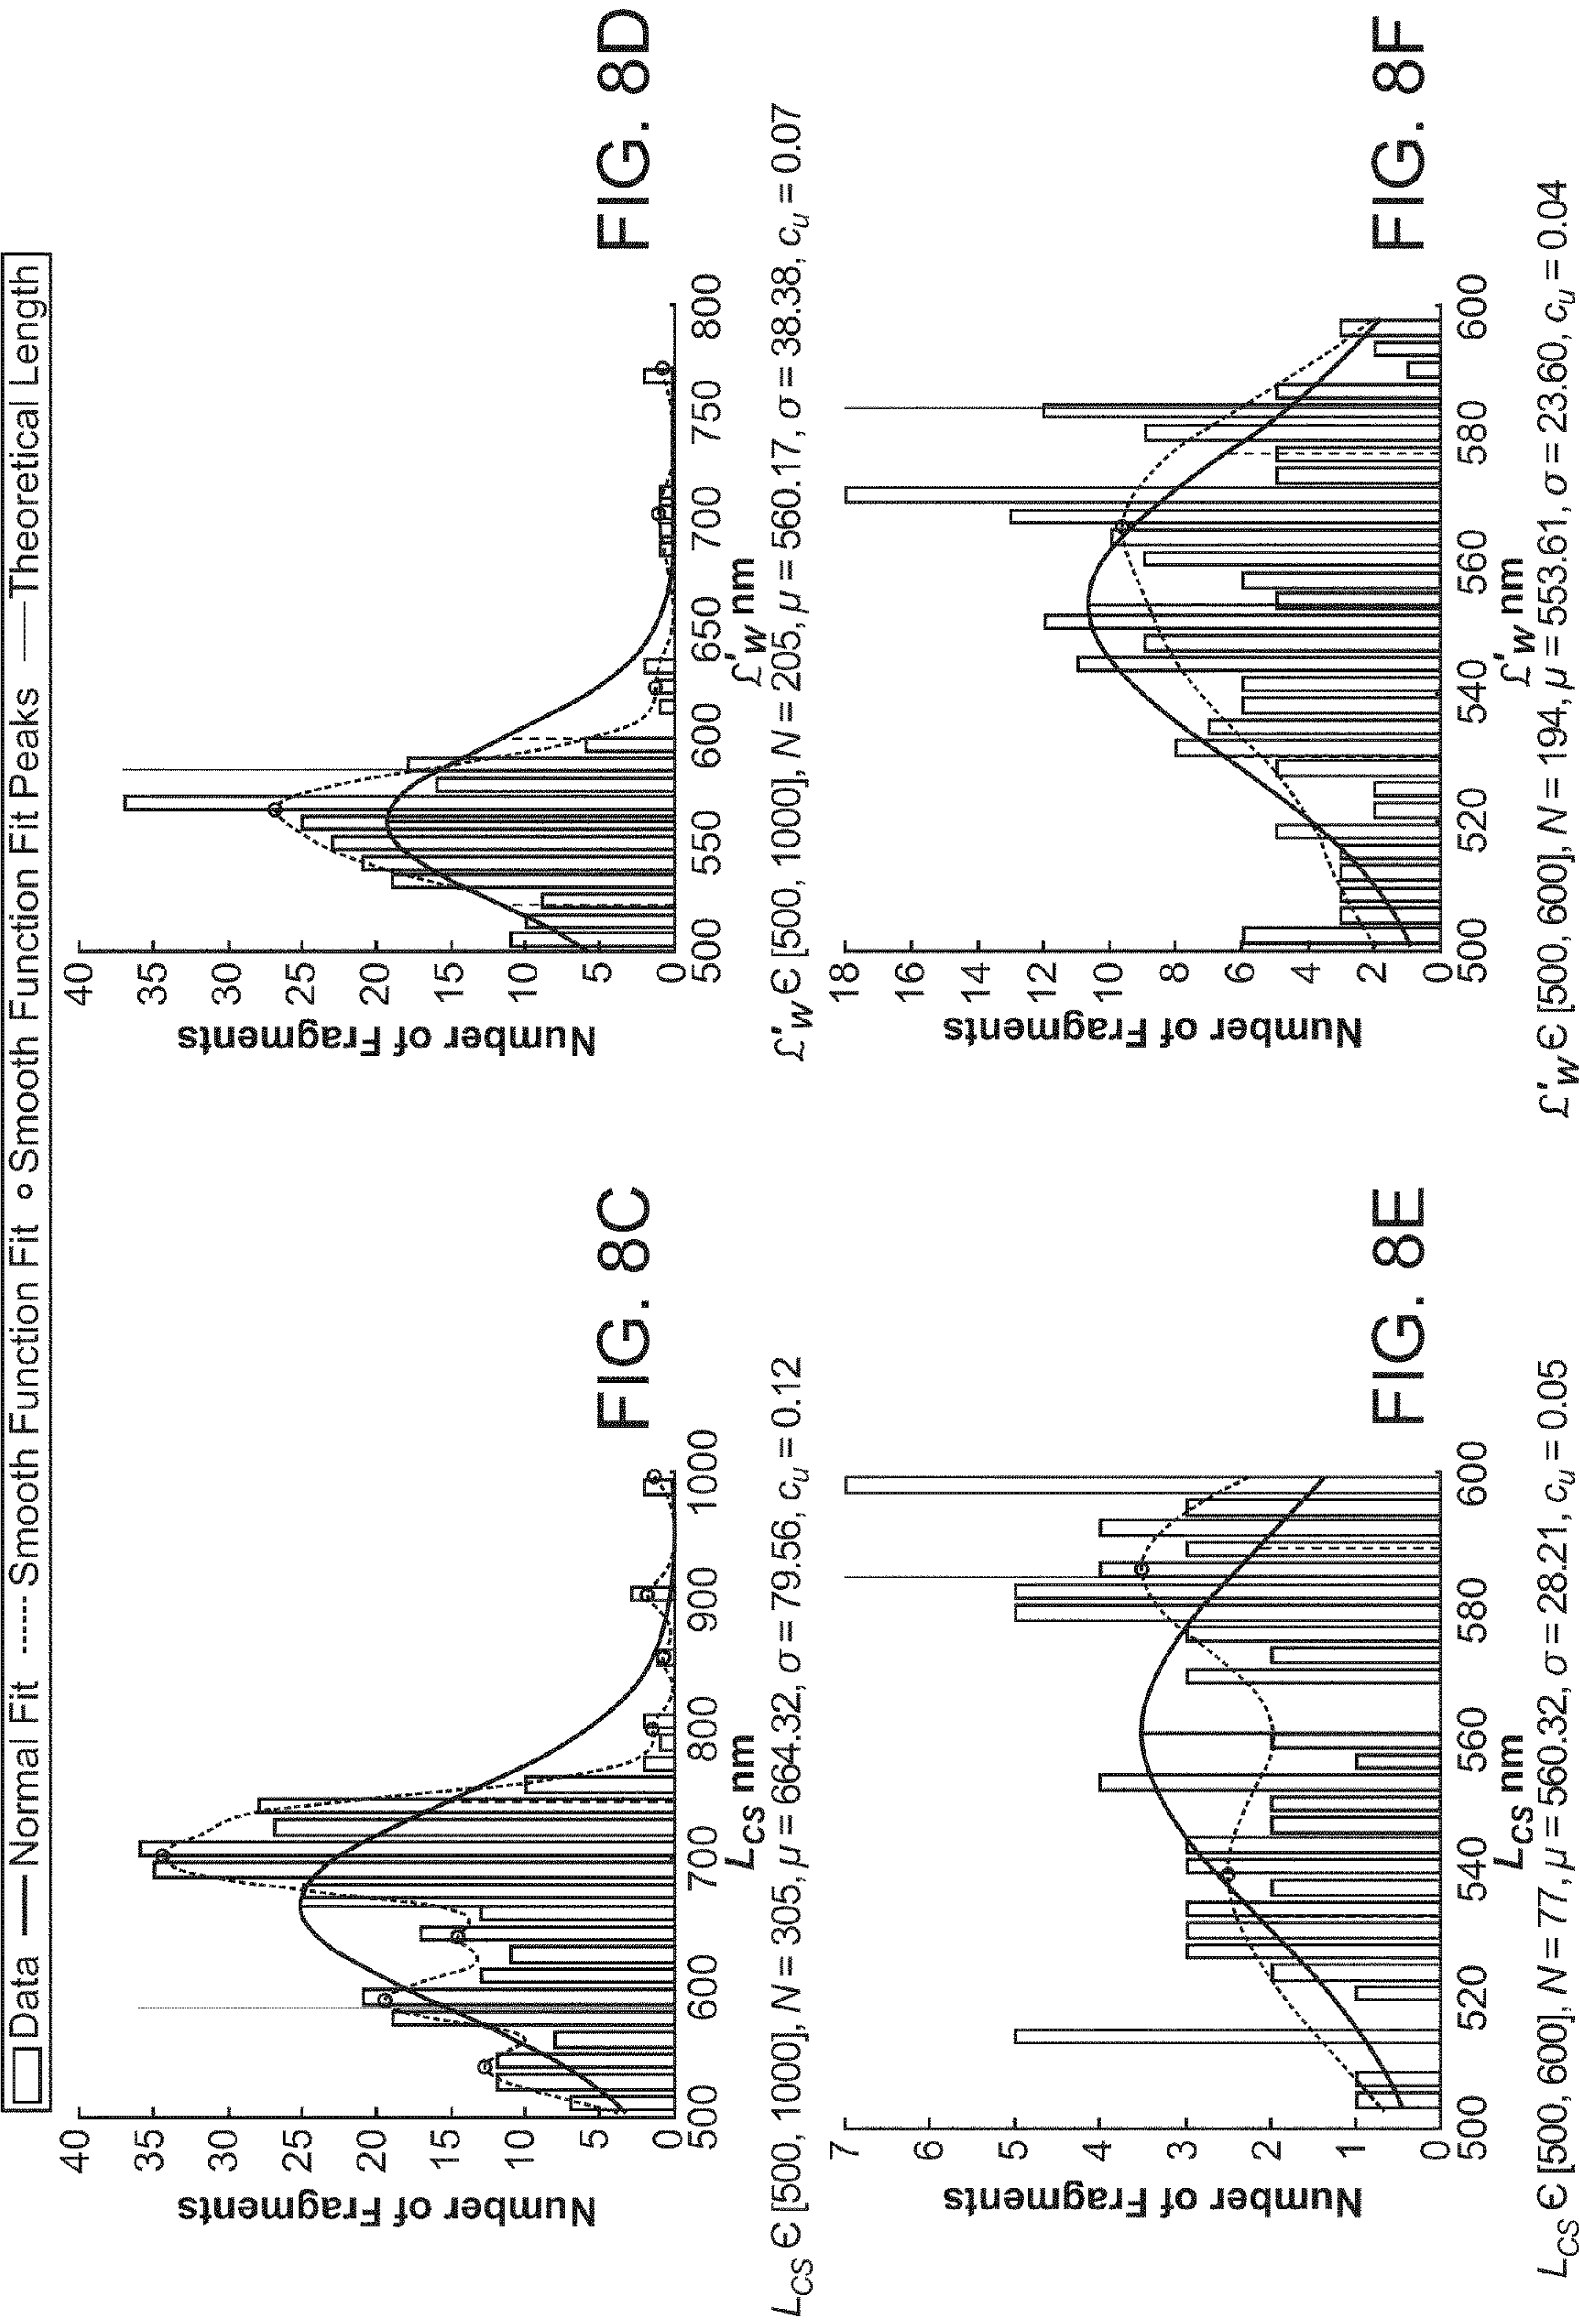 Data Normal Fit Smooth Function Fit Smooth Function Fit Peaks Theoretical Length
Number of Fragments
40
35
30
25
20
15
10
5
0
500 600 700 800 900 1000
L_CS nm
L_CS Є [500, 1000], N = 305, μ = 664.32, σ = 79.56, c_u = 0.12
FIG. 8C
Number of Fragments
40
35
30
25
20
15
10
5
0
500 550 600 650 700 750 800
£'_w nm
£'_w Є [500, 1000], N = 205, μ = 560.17, σ = 38.38, c_u = 0.07
FIG. 8D
Number of Fragments
7
6
5
4
3
2
1
0
500 520 540 560 580 600
L_CS nm
L_CS Є [500, 600], N = 77, μ = 560.32, σ = 28.21, c_u = 0.05
FIG. 8E
Number of Fragments
18
16
14
12
10
8
6
4
2
0
500 520 540 560 580 600
£'_w nm
£'_w Є [500, 600], N = 194, μ = 553.61, σ = 23.60, c_u = 0.04
FIG. 8F